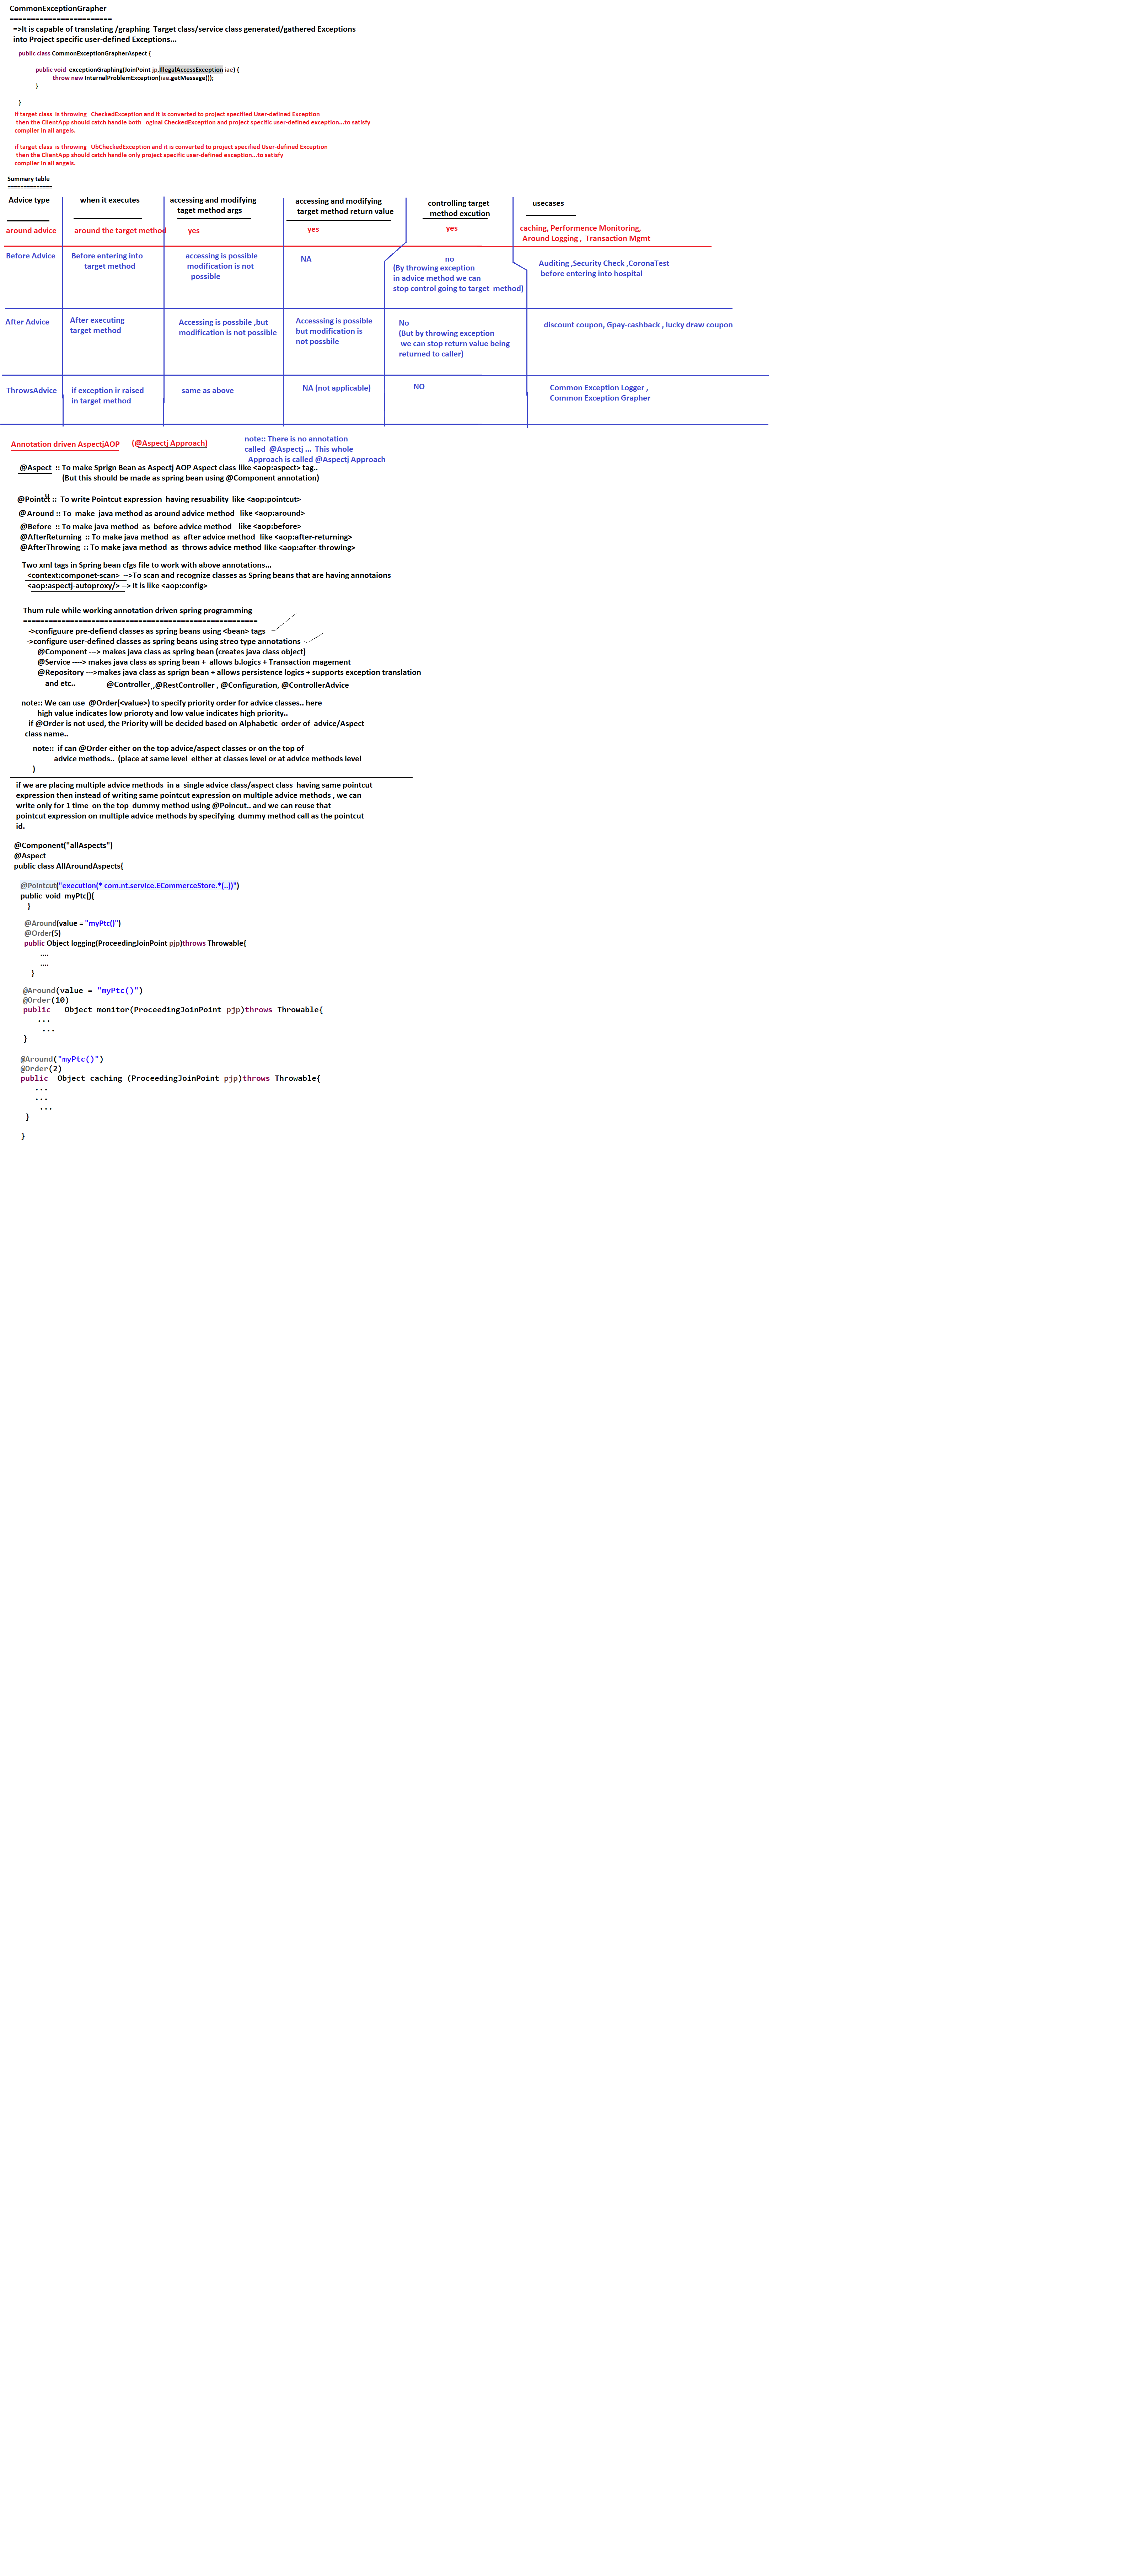 CommonExceptionGrapher
========================
=>It is capable of translating /graphing Target class/service class generated/gathered Exceptions
into Project specific user-defined Exceptions...
public class CommonExceptionGrapherAspect {
public void exceptionGraphing(JoinPoint jp,IllegalAccessException iae) {
throw new InternalProblemException(iae.getMessage());
}
}
if target class is throwing CheckedException and it is converted to project specified User-defined Exception
then the ClientApp should catch handle both oginal CheckedException and project specific user-defined exception...to satisfy
compiler in all angels.
if target class is throwing UbCheckedException and it is converted to project specified User-defined Exception
then the ClientApp should catch handle only project specific user-defined exception...to satisfy
compiler in all angels.
Summary table
==============
Advice type when it executes accessing and modifying taget method args accessing and modifying target method return value controlling target method excution usecases
around advice around the target method yes yes yes caching, Performence Monitoring,
Around Logging , Transaction Mgmt
Before Advice Before entering into target method accessing is possible modification is not possible NA no
(By throwing exception
in advice method we can
stop control going to target method)
Auditing ,Security Check ,CoronaTest
before entering into hospital
After Advice After executing target method Accessing is possbile ,but modification is not possible Accesssing is possible but modification is not possbile No
(But by throwing exception
we can stop return value being
returned to caller)
discount coupon, Gpay-cashback , lucky draw coupon
ThrowsAdvice if exception ir raised in target method same as above NA (not applicable) NO Common Exception Logger ,
Common Exception Grapher
Annotation driven AspectjAOP (@Aspectj Approach)
note:: There is no annotation
called @Aspectj ... This whole
Approach is called @Aspectj Approach
@Aspect :: To make Sprign Bean as Aspectj AOP Aspect class like <aop:aspect> tag..
(But this should be made as spring bean using @Component annotation)
u
@Pointct :: To write Pointcut expression having resuability like <aop:pointcut>
@Around :: To make java method as around advice method like <aop:around>
@Before :: To make java method as before advice method like <aop:before>
@AfterReturning :: To make java method as after advice method like <aop:after-returning>
@AfterThrowing :: To make java method as throws advice method like <aop:after-throwing>
Two xml tags in Spring bean cfgs file to work with above annotations...
<context:componet-scan> -->To scan and recognize classes as Spring beans that are having annotaions
<aop:aspectj-autoproxy/> --> It is like <aop:config>
Thum rule while working annotation driven spring programming
=======================================================
->configuure pre-defiend classes as spring beans using <bean> tags
->configure user-defined classes as spring beans using streo type annotations
@Component ---> makes java class as spring bean (creates java class object)
@Service ----> makes java class as spring bean + allows b.logics + Transaction magement
@Repository --->makes java class as sprign bean + allows persistence logics + supports exception translation
and etc.. @Controller ,@RestController , @Configuration, @ControllerAdvice
note:: We can use @Order(<value>) to specify priority order for advice classes.. here
high value indicates low prioroty and low value indicates high priority..
if @Order is not used, the Priority will be decided based on Alphabetic order of advice/Aspect
class name..
note:: if can @Order either on the top advice/aspect classes or on the top of
advice methods.. (place at same level either at classes level or at advice methods level
)
if we are placing multiple advice methods in a single advice class/aspect class having same pointcut
expression then instead of writing same pointcut expression on multiple advice methods , we can
write only for 1 time on the top dummy method using @Poincut.. and we can reuse that
pointcut expression on multiple advice methods by specifying dummy method call as the pointcut
id.
@Component("allAspects")
@Aspect
public class AllAroundAspects{
@Pointcut("execution(* com.nt.service.ECommerceStore.*(..))")
public void myPtc(){
}
@Around(value = "myPtc()")
@Order(5)
public Object logging(ProceedingJoinPoint pjp)throws Throwable{
....
....
}
@Around(value = "myPtc()")
@Order(10)
public Object monitor(ProceedingJoinPoint pjp)throws Throwable{
...
...
}
@Around("myPtc()")
@Order(2)
public Object caching (ProceedingJoinPoint pjp)throws Throwable{
...
...
...
}
}